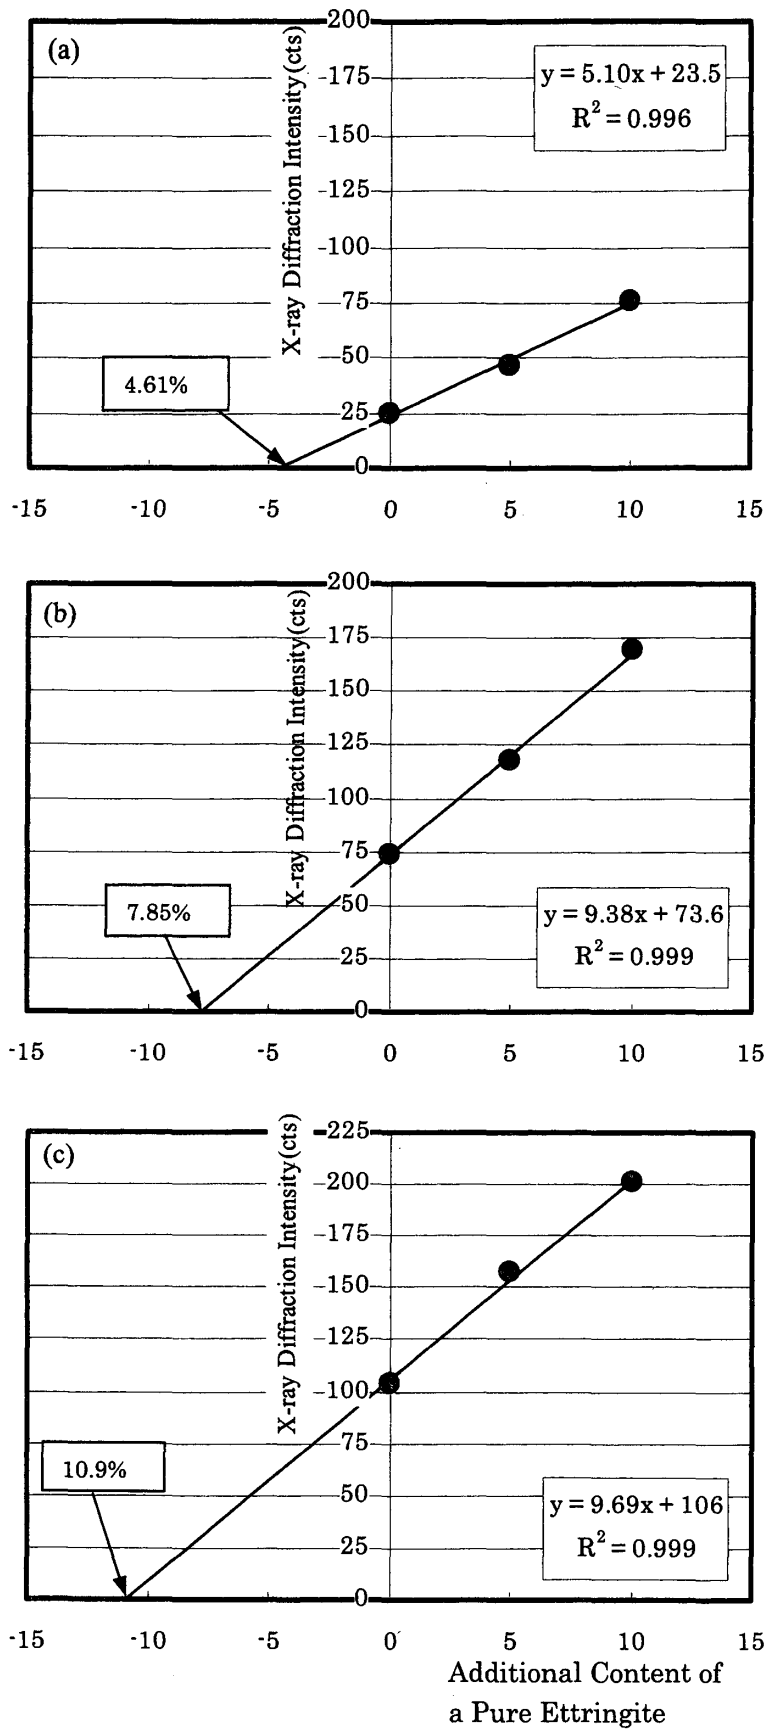 (a)
X-ray Diffraction Intensity(cts)
200
175
150
125
100
75
50
25
0
y = 5.10x + 23.5
R² = 0.996
4.61%
-15 -10 -5 0 5 10 15
(b)
X-ray Diffraction Intensity(cts)
200
175
150
125
100
75
50
25
0
7.85%
y = 9.38x + 73.6
R² = 0.999
-15 -10 -5 0 5 10 15
(c)
X-ray Diffraction Intensity(cts)
225
200
175
150
125
100
75
50
25
0
10.9%
y = 9.69x + 106
R² = 0.999
-15 -10 -5 0 5 10 15
Additional Content of
a Pure Ettringite